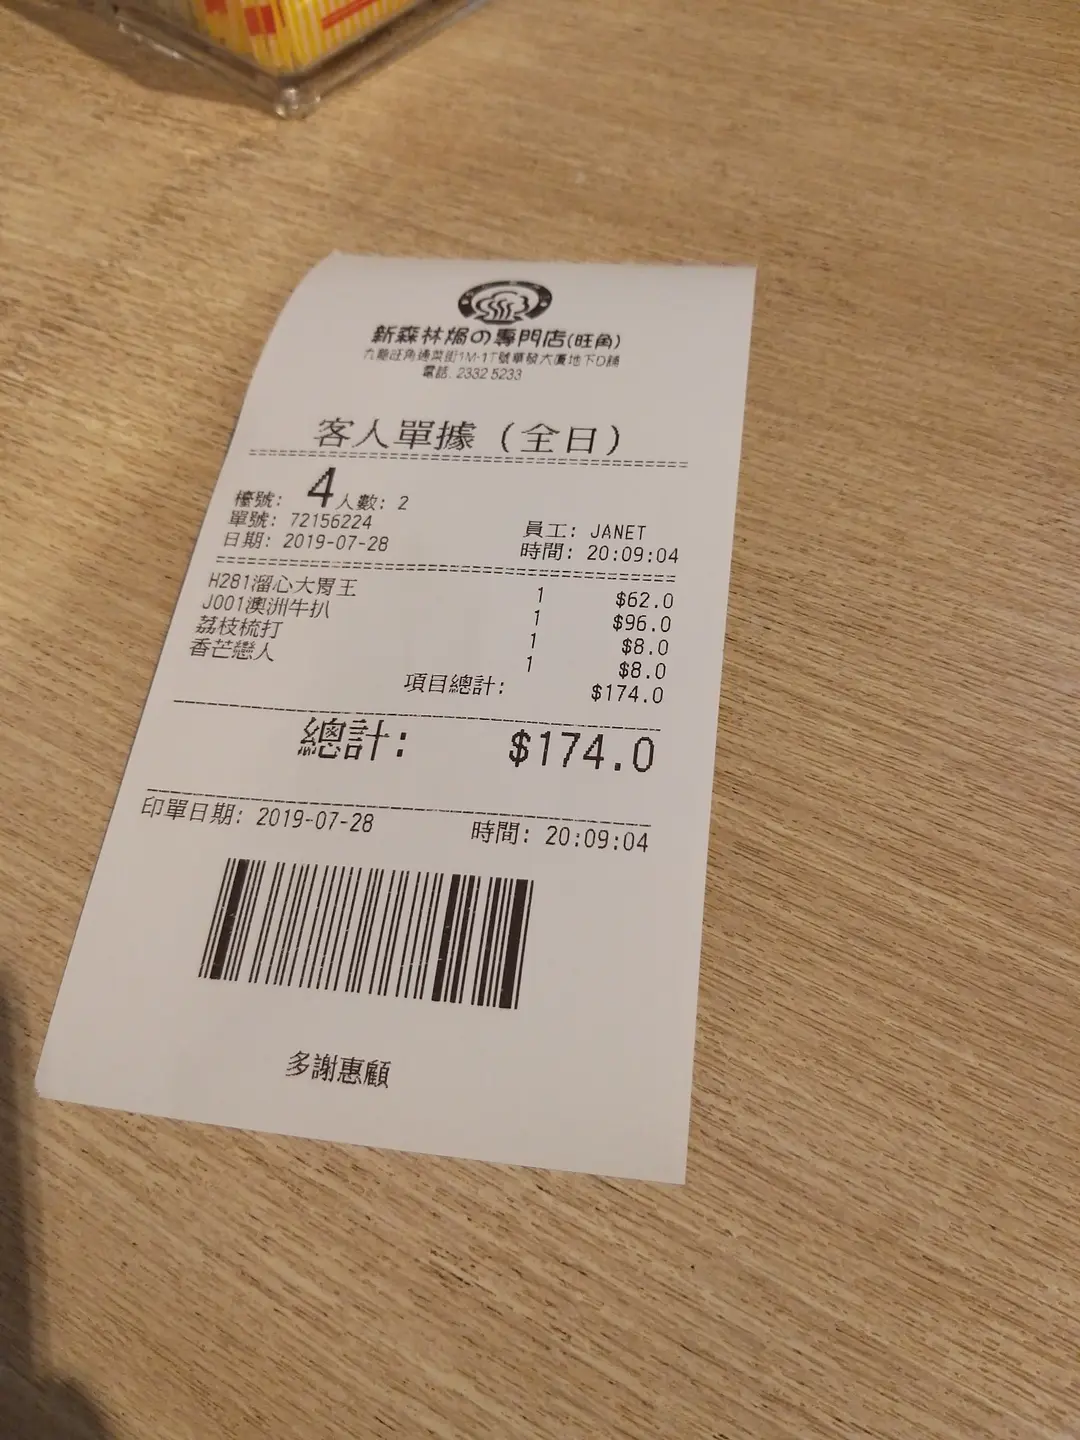 新森林焗の專門店(旺角)
九龍旺角通菜街1M-1T號華發大廈地下D舖
電話. 2332 5233
客人單據 (全日)
檯號: 4 人數: 2
單號: 72156224 員工: JANET
日期: 2019-07-28 時間: 20:09:04
H281溜心大胃王 1 $62.0
J001澳洲牛扒 1 $96.0
荔枝梳打 1 $8.0
香芒戀人 1 $8.0
項目總計: $174.0
總計: $174.0
印單日期: 2019-07-28 時間: 20:09:04
多謝惠顧